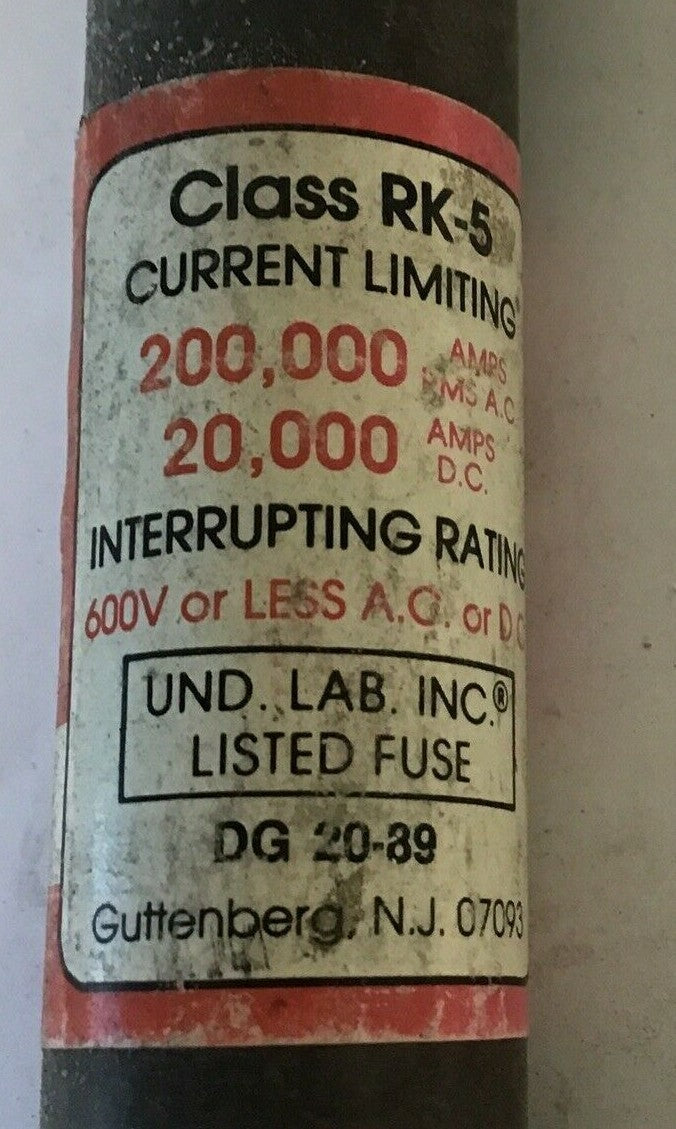 Class RK-5
CURRENT LIMITING
200,000 AMPS RMS A.C.
20,000 AMPS D.C.
INTERRUPTING RATING
600V or LESS A.C. or D.C
UND. LAB. INC.®
LISTED FUSE
DG 20-89
Guttenberg, N.J. 07093